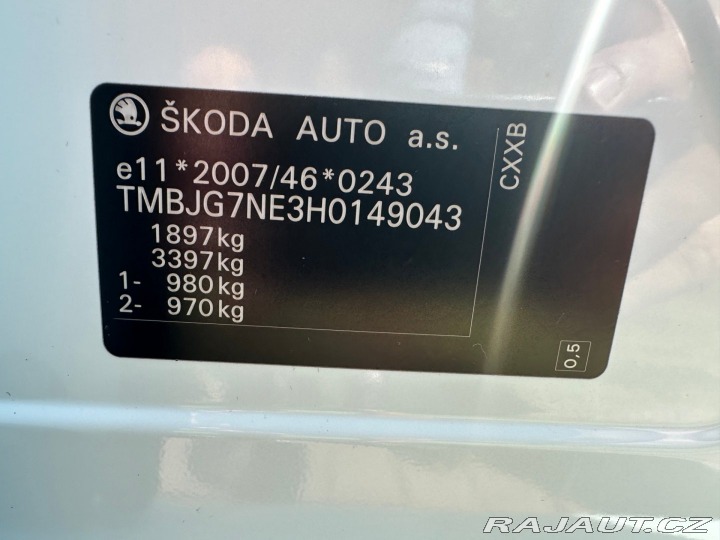 ŠKODA AUTO a.s.
e11*2007/46*0243
TMBJG7NE3H0149043
1897kg
3397kg
1- 980kg
2- 970kg
CXXB
0,5
RAJAUT.CZ